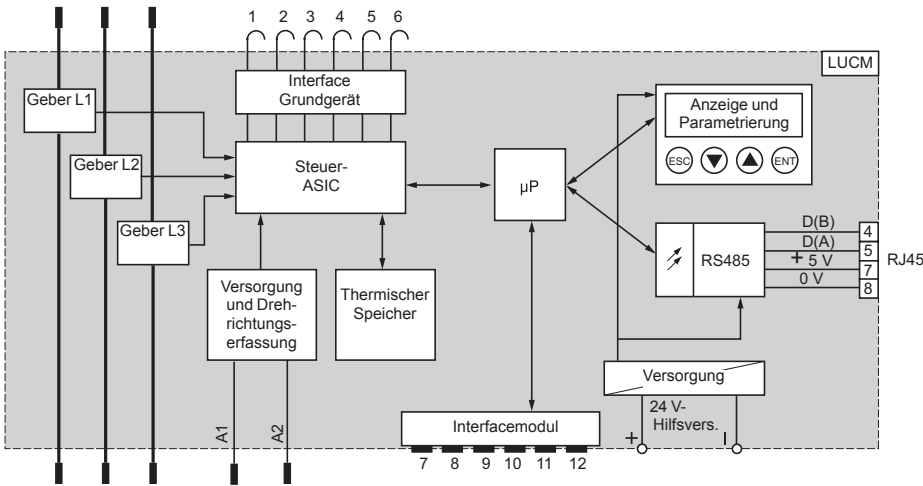 1 2 3 4 5 6
LUCM
Interface
Grundgerät
Geber L1
Geber L2
Geber L3
Steuer-
ASIC
µP
Anzeige und
Parametrierung
ESC
ENT
RS485
D(B)
D(A)
+ 5 V
0 V
4
5
7
8
RJ45
Versorgung
und Dreh-
richtungs-
erfassung
Thermischer
Speicher
Versorgung
24 V-
Hilfsvers.
+
I
A1
A2
Interfacemodul
7 8 9 10 11 12